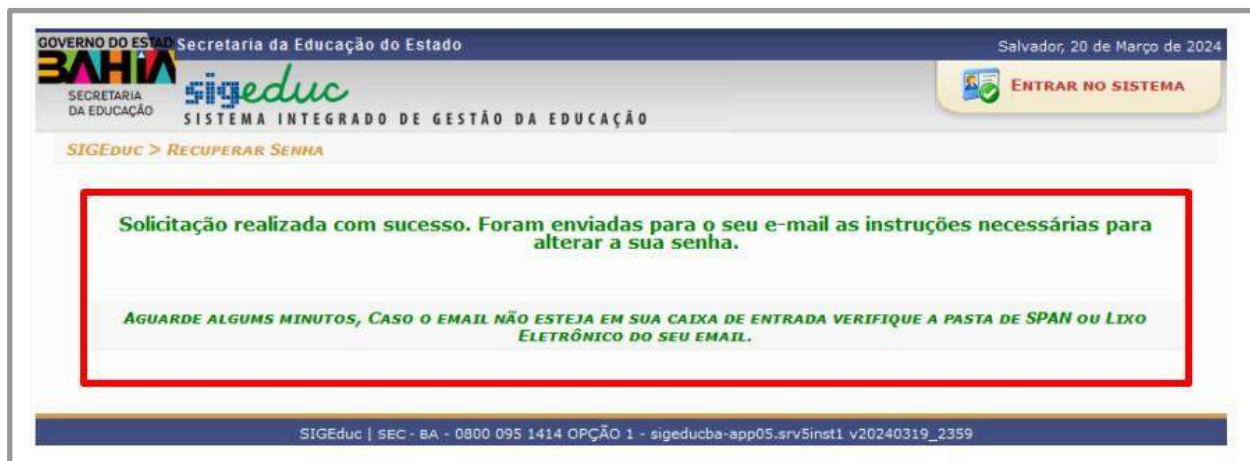 GOVERNO DO ESTADO
BAHIA
SECRETARIA
DA EDUCAÇÃO
Secretaria da Educação do Estado
Salvador, 20 de Março de 2024
sigeduc
SISTEMA INTEGRADO DE GESTÃO DA EDUCAÇÃO
ENTRAR NO SISTEMA
SIGEDUC > RECUPERAR SENHA
Solicitação realizada com sucesso. Foram enviadas para o seu e-mail as instruções necessárias para
alterar a sua senha.
AGUARDE ALGUMS MINUTOS, CASO O EMAIL NÃO ESTEJA EM SUA CAIXA DE ENTRADA VERIFIQUE A PASTA DE SPAN OU LIXO
ELETRÔNICO DO SEU EMAIL.
SIGEduc | SEC - BA - 0800 095 1414 OPÇÃO 1 - sigeducba-app05.srv5inst1 v20240319_2359